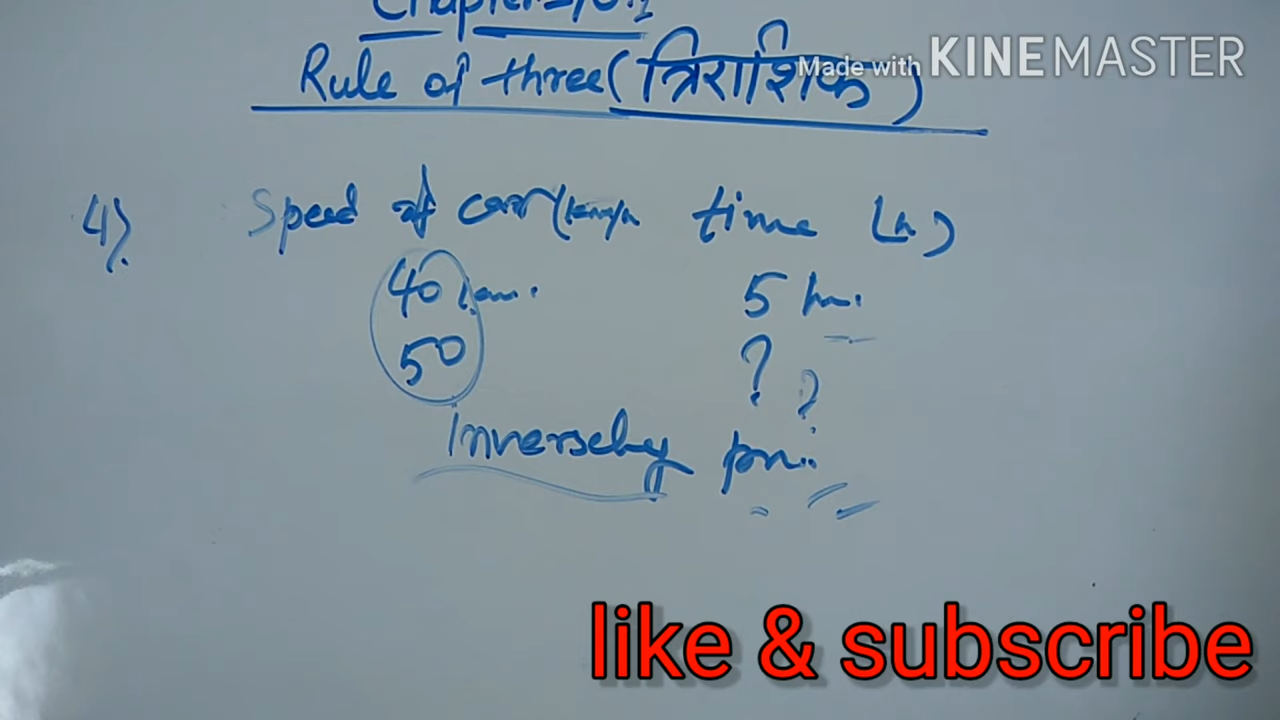 Rule of three (त्रिराशिक)
Made with KINEMASTER
4). Speed of car (km/h time (h)
40 km. 5 hr.
50 ? ?
Inversely pro..
like & subscribe